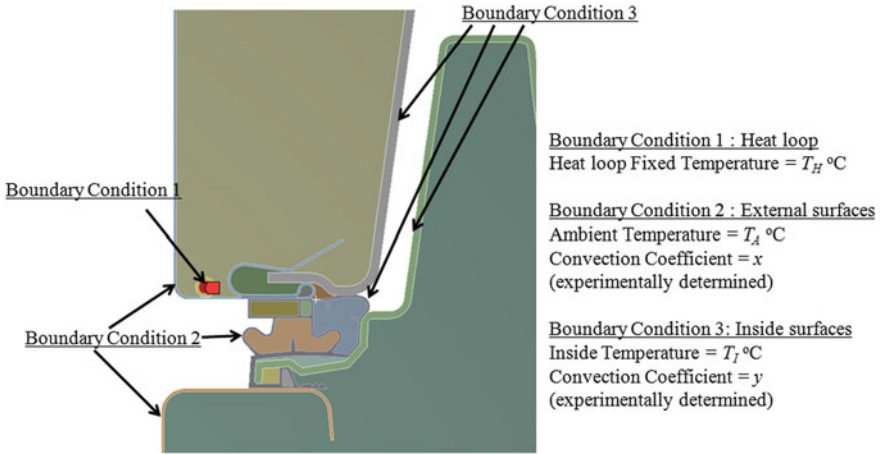 Boundary Condition 3
Boundary Condition 1
Boundary Condition 2
Boundary Condition 1 : Heat loop
Heat loop Fixed Temperature = T_H °C
Boundary Condition 2 : External surfaces
Ambient Temperature = T_A °C
Convection Coefficient = x
(experimentally determined)
Boundary Condition 3: Inside surfaces
Inside Temperature = T_I °C
Convection Coefficient = y
(experimentally determined)